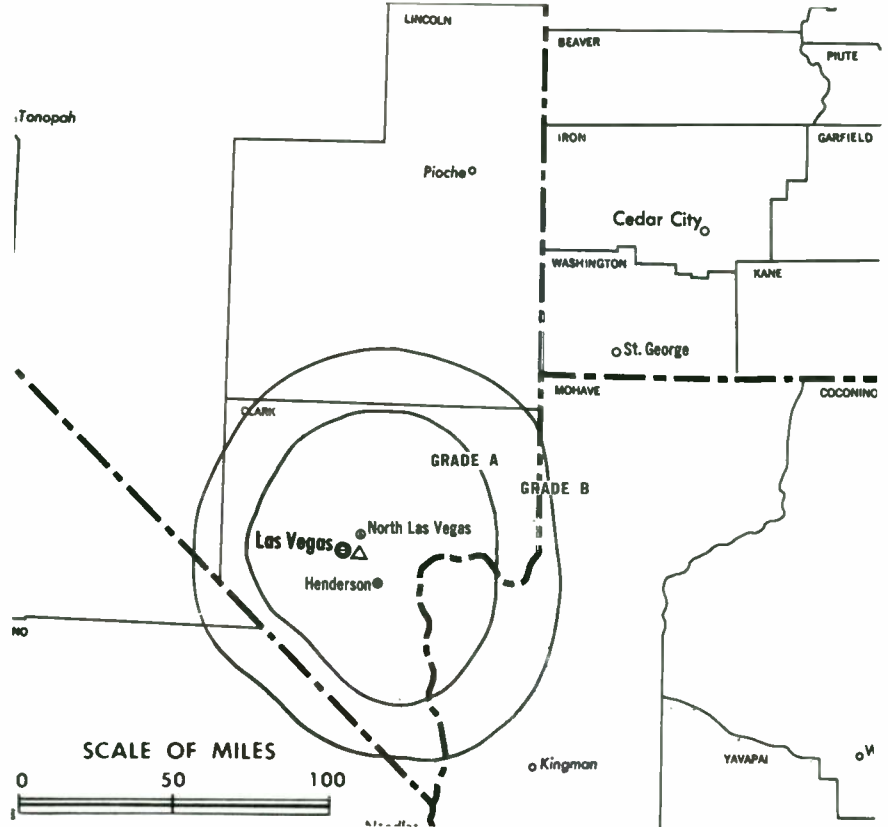 LINCOLN
BEAVER
PIUTE
Tonopah
IRON
GARFIELD
Pioche
Cedar City
WASHINGTON
KANE
St. George
MOHAVE
COCONINO
CLARK
GRADE A
GRADE B
North Las Vegas
Las Vegas
Henderson
NO
SCALE OF MILES
0 50 100
Kingman
YAVAPAI